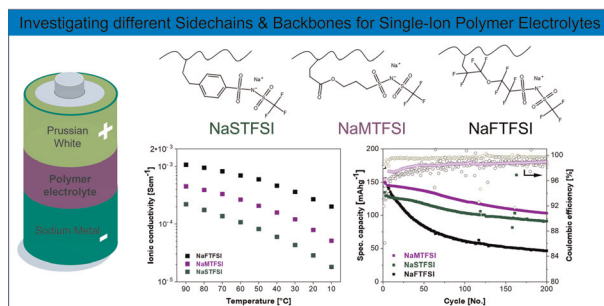 Investigating different Sidechains & Backbones for Single-Ion Polymer Electrolytes
Na⁺
Na⁺
Na⁺
NaSTFSI
NaMTFSI
NaFTFSI
Prussian
White
+
Polymer
electrolyte
Sodium Metal
-
Ionic conductivity [Scm⁻¹]
2×10⁻³
10⁻³
10⁻⁴
10⁻⁵
NaFTFSI
NaMTFSI
NaSTFSI
90 80 70 60 50 40 30 20 10
Temperature [°C]
Spec. capacity [mAhg⁻¹]
200
150
100
50
0
NaMTFSI
NaSTFSI
NaFTFSI
0 50 100 150 200
Cycle [No.]
100
96
92
88
84
80
Coulombic efficiency [%]